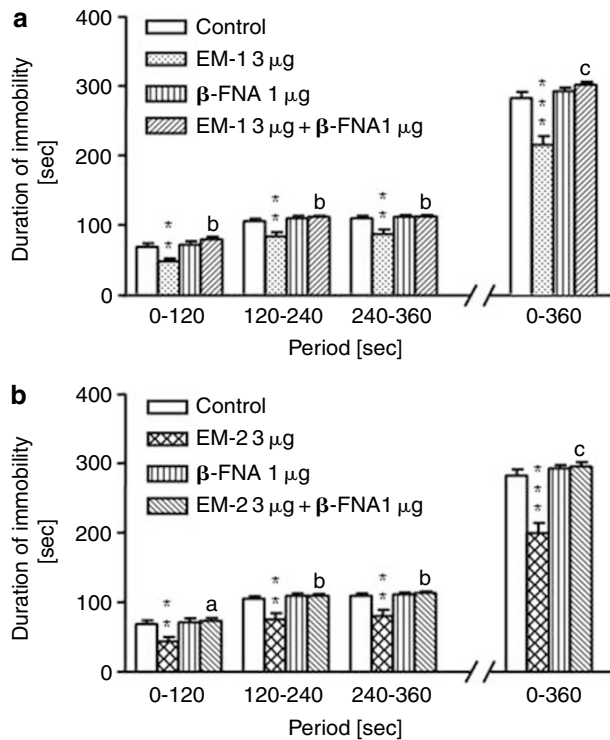 a
400
300
200
100
0
Duration of immobility
[sec]
Control
EM-1 3 µg
β-FNA 1 µg
EM-1 3 µg + β-FNA1 µg
* *
b
* *
b
* *
b
* * *
c
0-120
120-240
240-360
0-360
Period [sec]
b
400
300
200
100
0
Duration of immobility
[sec]
Control
EM-2 3 µg
β-FNA 1 µg
EM-2 3 µg + β-FNA1 µg
* *
a
* *
b
* *
b
* * *
c
0-120
120-240
240-360
0-360
Period [sec]